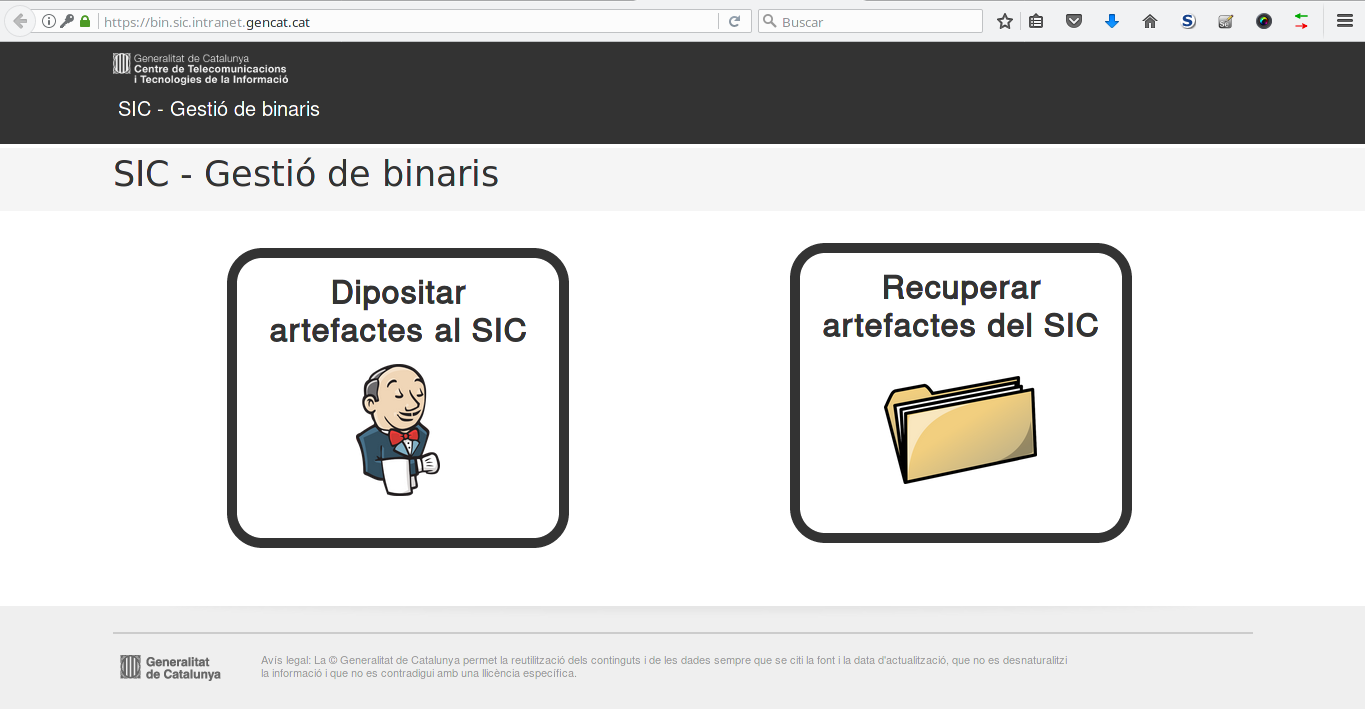 https://bin.sic.intranet.gencat.cat
Buscar
Generalitat de Catalunya
Centre de Telecomunicacions
i Tecnologies de la Informació
SIC - Gestió de binaris
SIC - Gestió de binaris
Dipositar
artefactes al SIC
Recuperar
artefactes del SIC
Generalitat
de Catalunya
Avís legal: La © Generalitat de Catalunya permet la reutilització dels continguts i de les dades sempre que se citi la font i la data d'actualització, que no es desnaturalitzi
la informació i que no es contradigui amb una llicència específica.